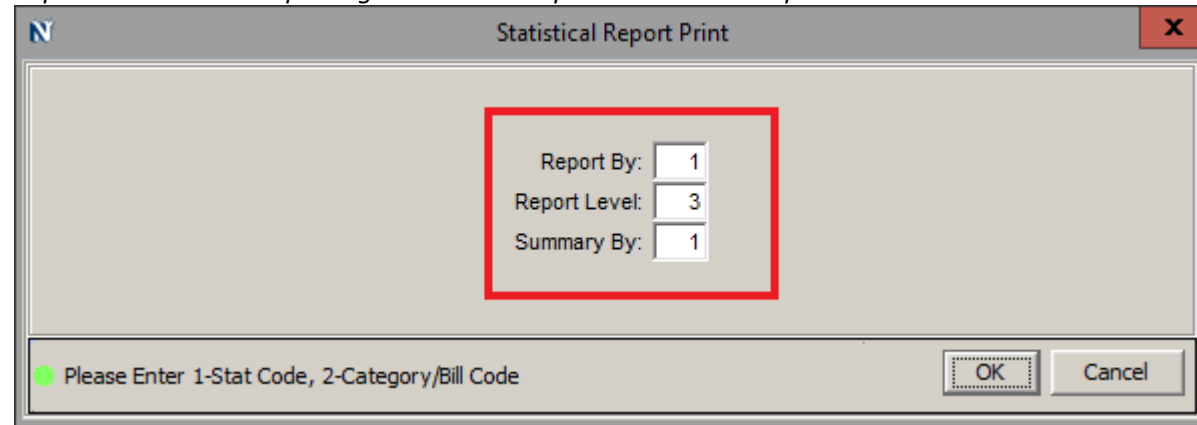 Statistical Report Print
X
Report By: 1
Report Level: 3
Summary By: 1
Please Enter 1-Stat Code, 2-Category/Bill Code
OK
Cancel